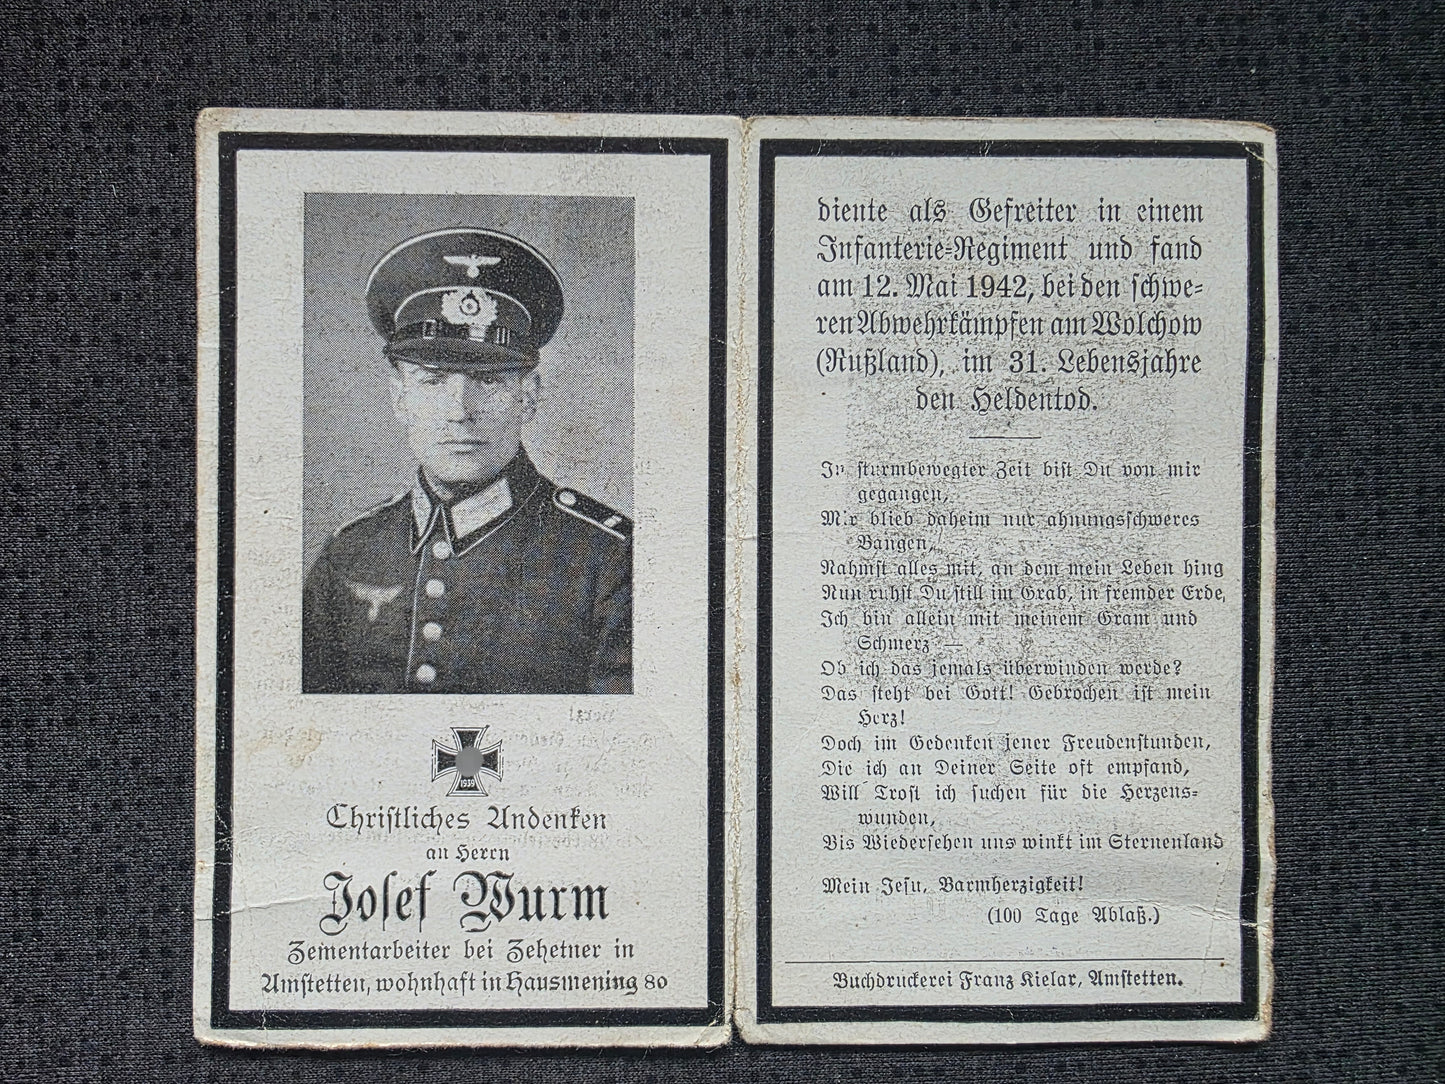 1939
Christliches Andenken
an Herrn
Josef Wurm
Zementarbeiter bei Zehetner in
Amstetten, wohnhaft in Hausmening 80
diente als Gefreiter in einem
Infanterie-Regiment und fand
am 12. Mai 1942, bei den schwe-
ren Abwehrkämpfen am Wolchow
(Rußland), im 31. Lebensjahre
den Heldentod.
In sturmbewegter Zeit bist Du von mir
gegangen,
Mir blieb daheim nur ahnungsschweres
Bangen,
Nahmst alles mit, an dem mein Leben hing
Nun ruhst Du still im Grab, in fremder Erde,
Ich bin allein mit meinem Gram und
Schmerz —
Ob ich das jemals überwinden werde?
Das steht bei Gott! Gebrochen ist mein
Herz!
Doch im Gedenken jener Freudenstunden,
Die ich an Deiner Seite oft empfand,
Will Trost ich suchen für die Herzens-
wunden,
Bis Wiedersehen uns winkt im Sternenland
Mein Jesu, Barmherzigkeit!
(100 Tage Ablaß.)
Buchdruckerei Franz Kielar, Amstetten.